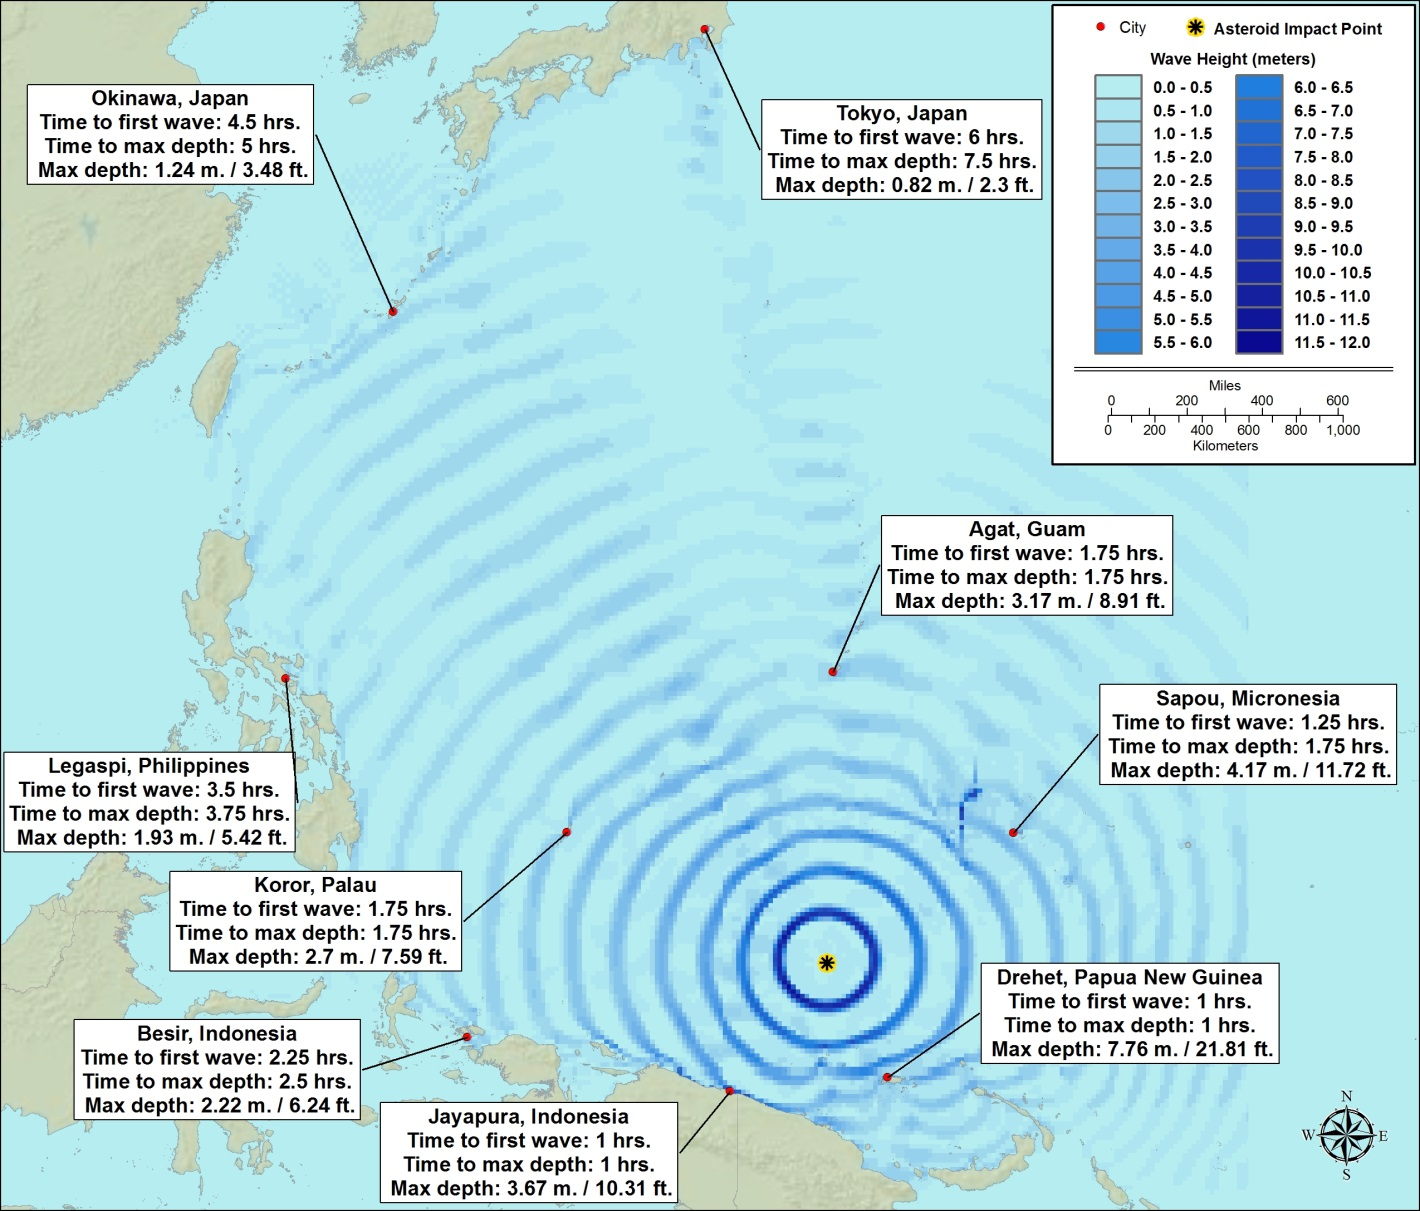 Okinawa, Japan
Time to first wave: 4.5 hrs.
Time to max depth: 5 hrs.
Max depth: 1.24 m. / 3.48 ft.
Tokyo, Japan
Time to first wave: 6 hrs.
Time to max depth: 7.5 hrs.
Max depth: 0.82 m. / 2.3 ft.
City
Asteroid Impact Point
Wave Height (meters)
0.0 - 0.5
0.5 - 1.0
1.0 - 1.5
1.5 - 2.0
2.0 - 2.5
2.5 - 3.0
3.0 - 3.5
3.5 - 4.0
4.0 - 4.5
4.5 - 5.0
5.0 - 5.5
5.5 - 6.0
6.0 - 6.5
6.5 - 7.0
7.0 - 7.5
7.5 - 8.0
8.0 - 8.5
8.5 - 9.0
9.0 - 9.5
9.5 - 10.0
10.0 - 10.5
10.5 - 11.0
11.0 - 11.5
11.5 - 12.0
Miles
0 200 400 600
0 200 400 600 800 1,000
Kilometers
Agat, Guam
Time to first wave: 1.75 hrs.
Time to max depth: 1.75 hrs.
Max depth: 3.17 m. / 8.91 ft.
Sapou, Micronesia
Time to first wave: 1.25 hrs.
Time to max depth: 1.75 hrs.
Max depth: 4.17 m. / 11.72 ft.
Legaspi, Philippines
Time to first wave: 3.5 hrs.
Time to max depth: 3.75 hrs.
Max depth: 1.93 m. / 5.42 ft.
Koror, Palau
Time to first wave: 1.75 hrs.
Time to max depth: 1.75 hrs.
Max depth: 2.7 m. / 7.59 ft.
Drehet, Papua New Guinea
Time to first wave: 1 hrs.
Time to max depth: 1 hrs.
Max depth: 7.76 m. / 21.81 ft.
Besir, Indonesia
Time to first wave: 2.25 hrs.
Time to max depth: 2.5 hrs.
Max depth: 2.22 m. / 6.24 ft.
Jayapura, Indonesia
Time to first wave: 1 hrs.
Time to max depth: 1 hrs.
Max depth: 3.67 m. / 10.31 ft.
N
W E
S